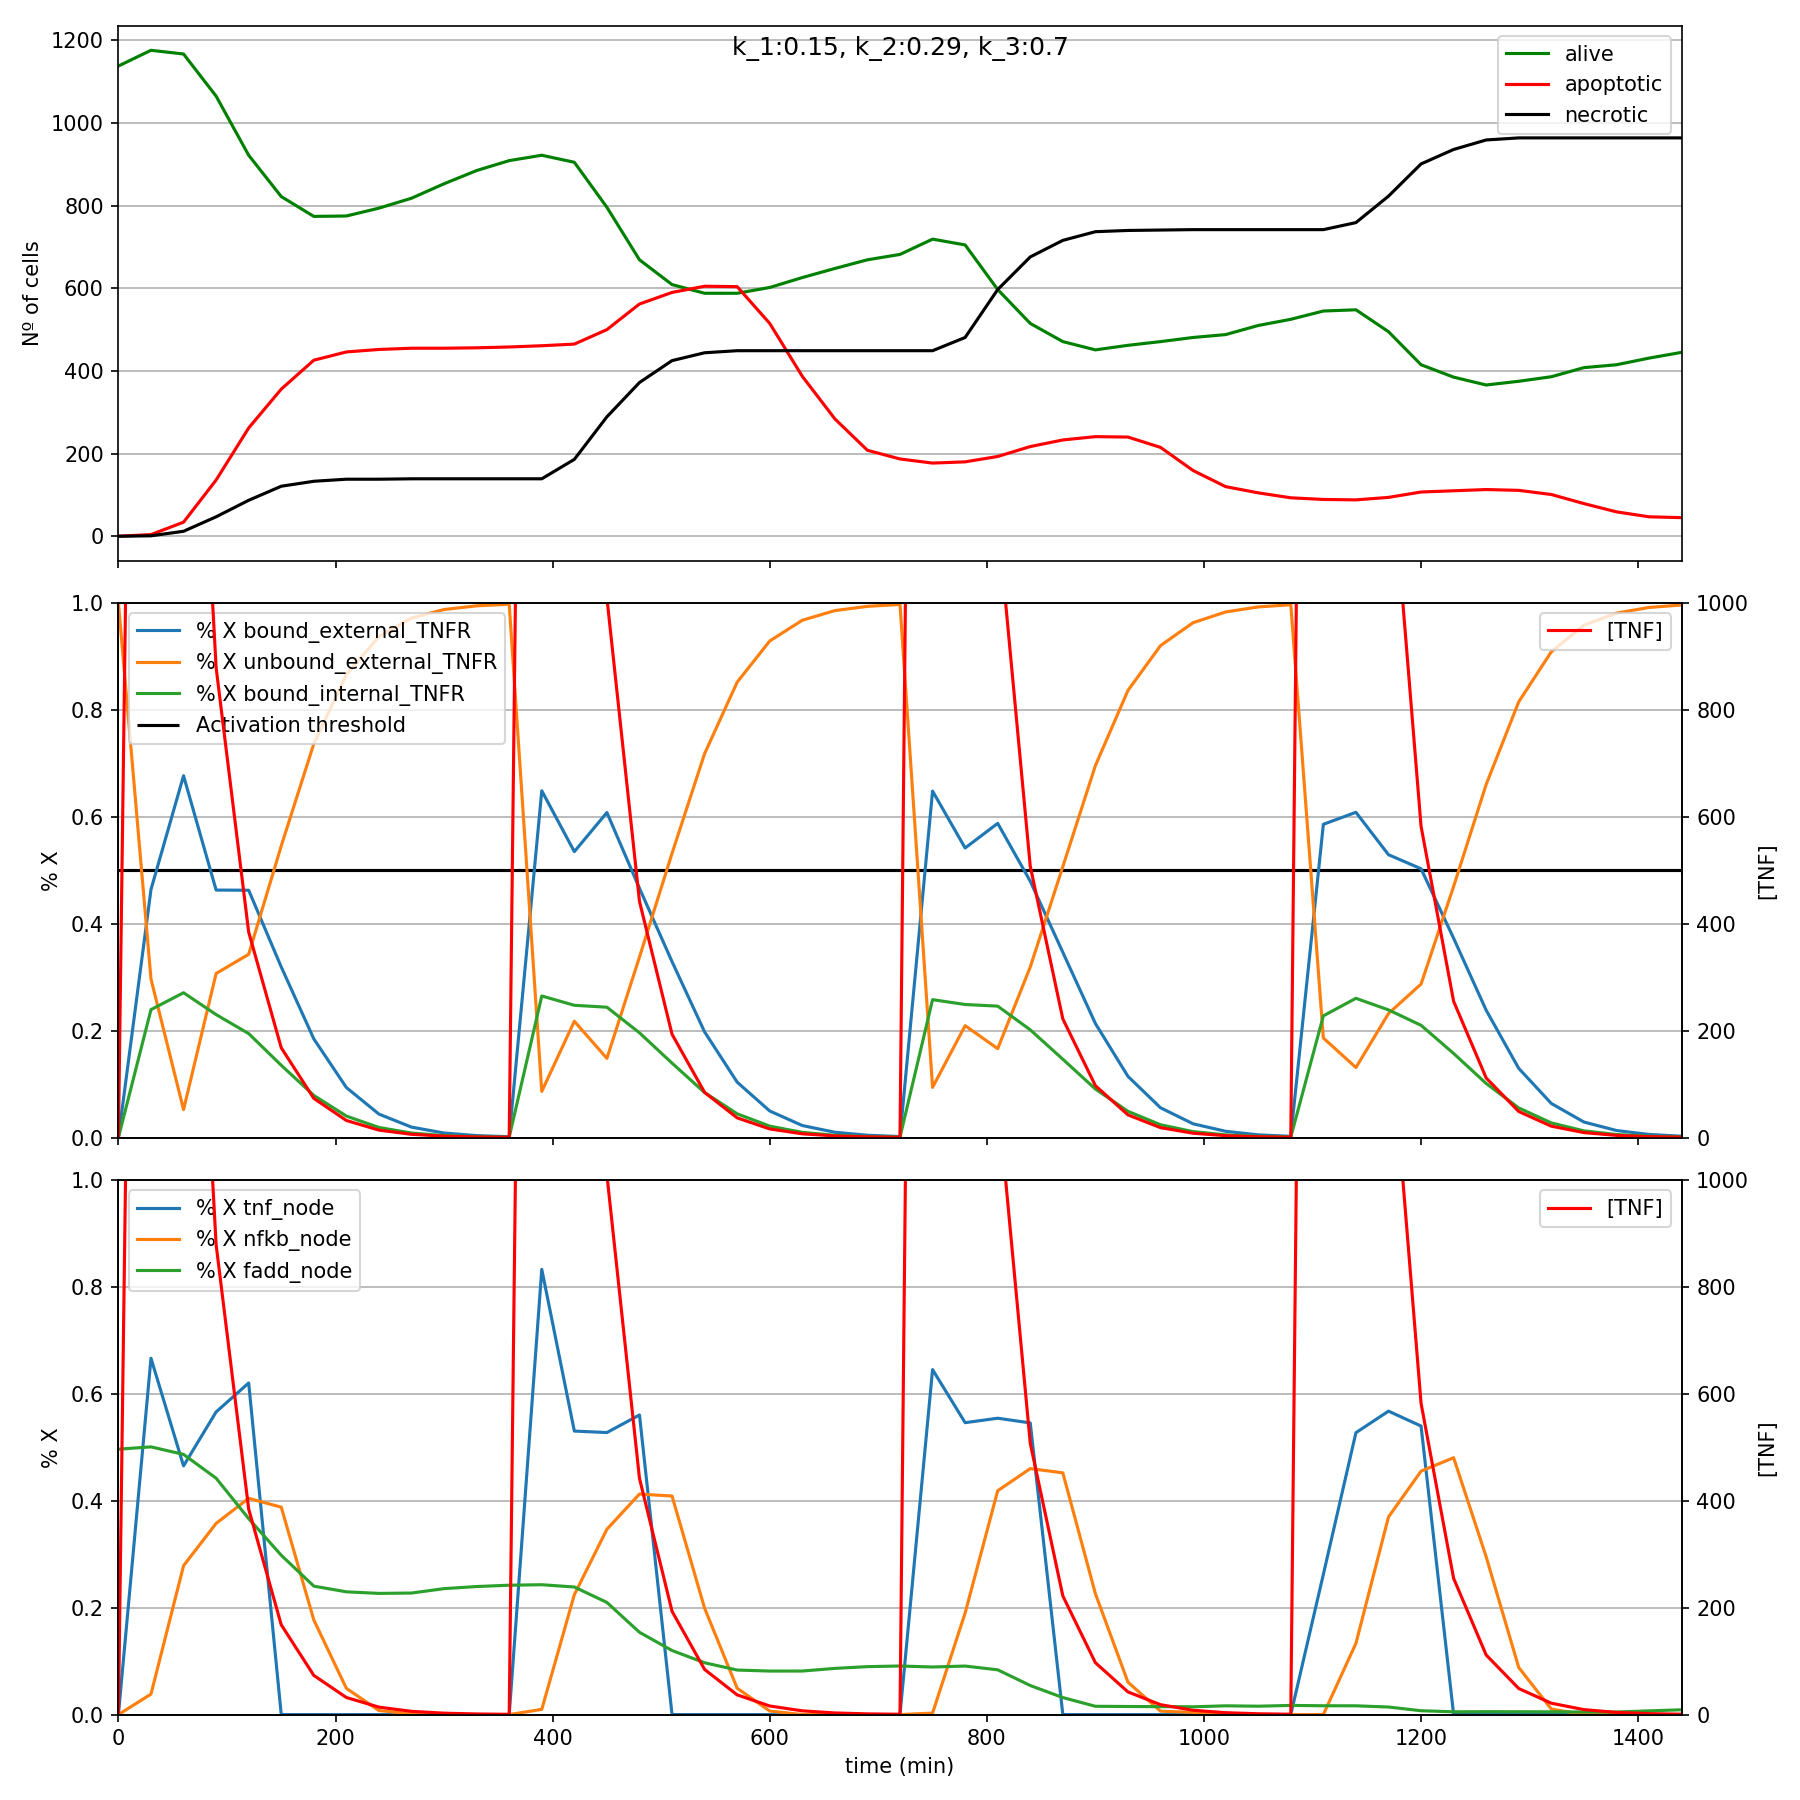 k_1:0.15, k_2:0.29, k_3:0.7
1200
1000
800
600
400
200
0
Nº of cells
alive
apoptotic
necrotic
1.0
0.8
0.6
0.4
0.2
0.0
% X
% X bound_external_TNFR
% X unbound_external_TNFR
% X bound_internal_TNFR
Activation threshold
[TNF]
1000
800
600
400
200
0
[TNF]
1.0
0.8
0.6
0.4
0.2
0.0
% X
% X tnf_node
% X nfkb_node
% X fadd_node
[TNF]
1000
800
600
400
200
0
[TNF]
0 200 400 600 800 1000 1200 1400
time (min)